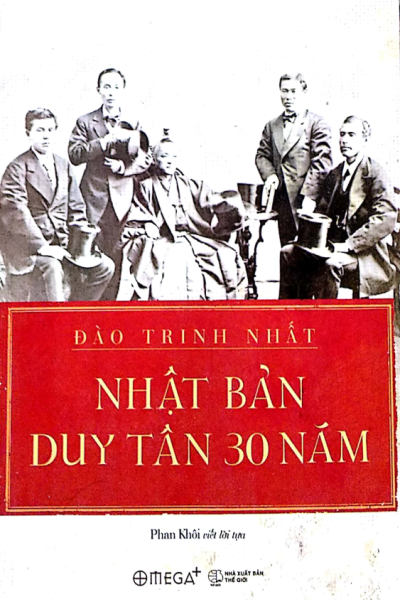 ĐÀO TRINH NHẤT
NHẬT BẢN
DUY TÂN 30 NĂM
Phan Khôi viết lời tựa
OMEGA+
NHÀ XUẤT BẢN
THẾ GIỚI